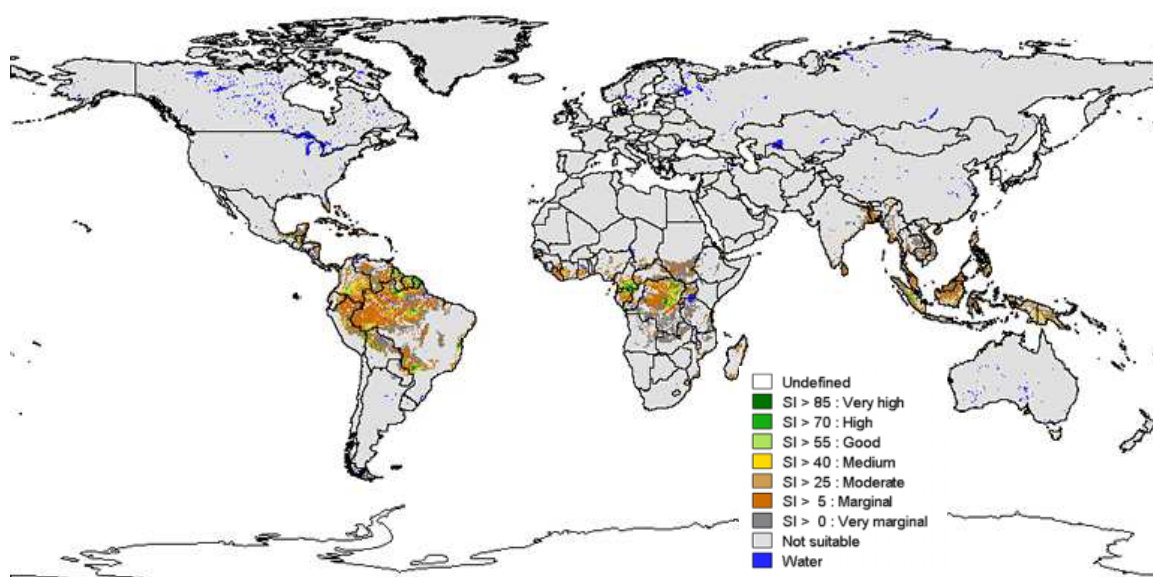 Undefined
SI > 85 : Very high
SI > 70 : High
SI > 55 : Good
SI > 40 : Medium
SI > 25 : Moderate
SI > 5 : Marginal
SI > 0 : Very marginal
Not suitable
Water